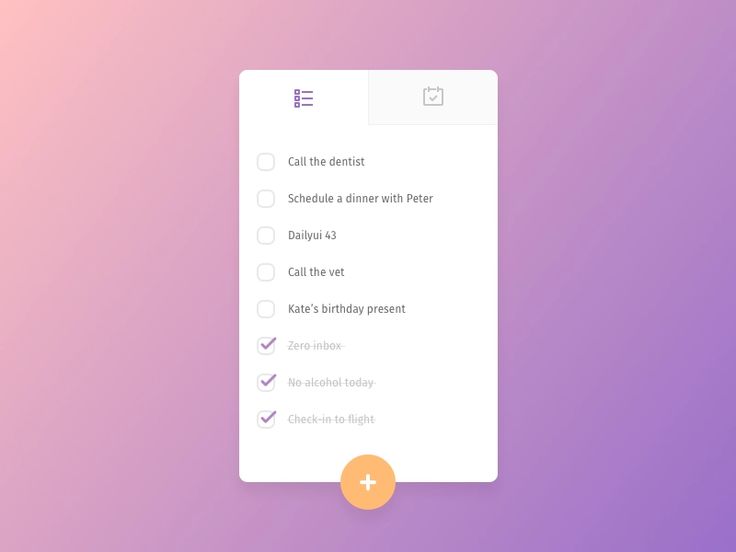 Call the dentist
Schedule a dinner with Peter
Dailyui 43
Call the vet
Kate’s birthday present
Zero inbox
No alcohol today
Check-in to flight